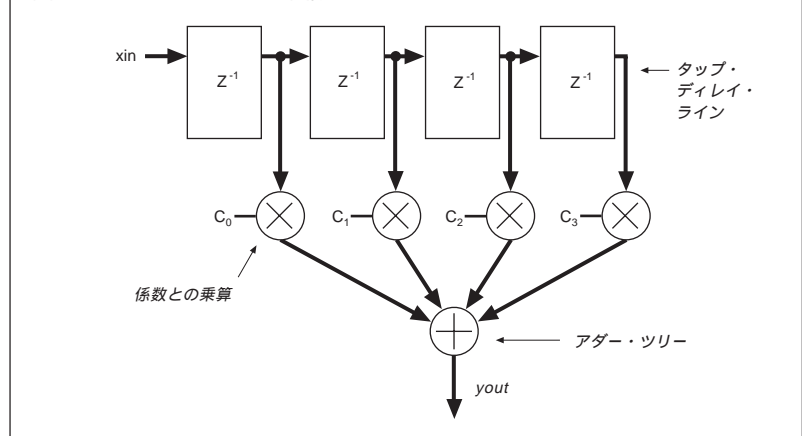 xin
Z-1
Z-1
Z-1
Z-1
タップ・
ディレイ・
ライン
C0
C1
C2
C3
係数との乗算
アダー・ツリー
yout